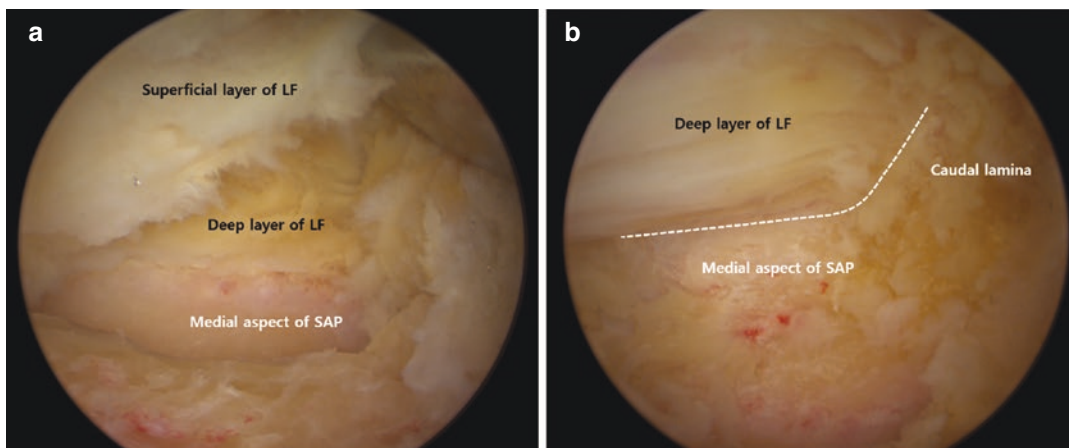 a
Superficial layer of LF
Deep layer of LF
Medial aspect of SAP
b
Deep layer of LF
Caudal lamina
Medial aspect of SAP